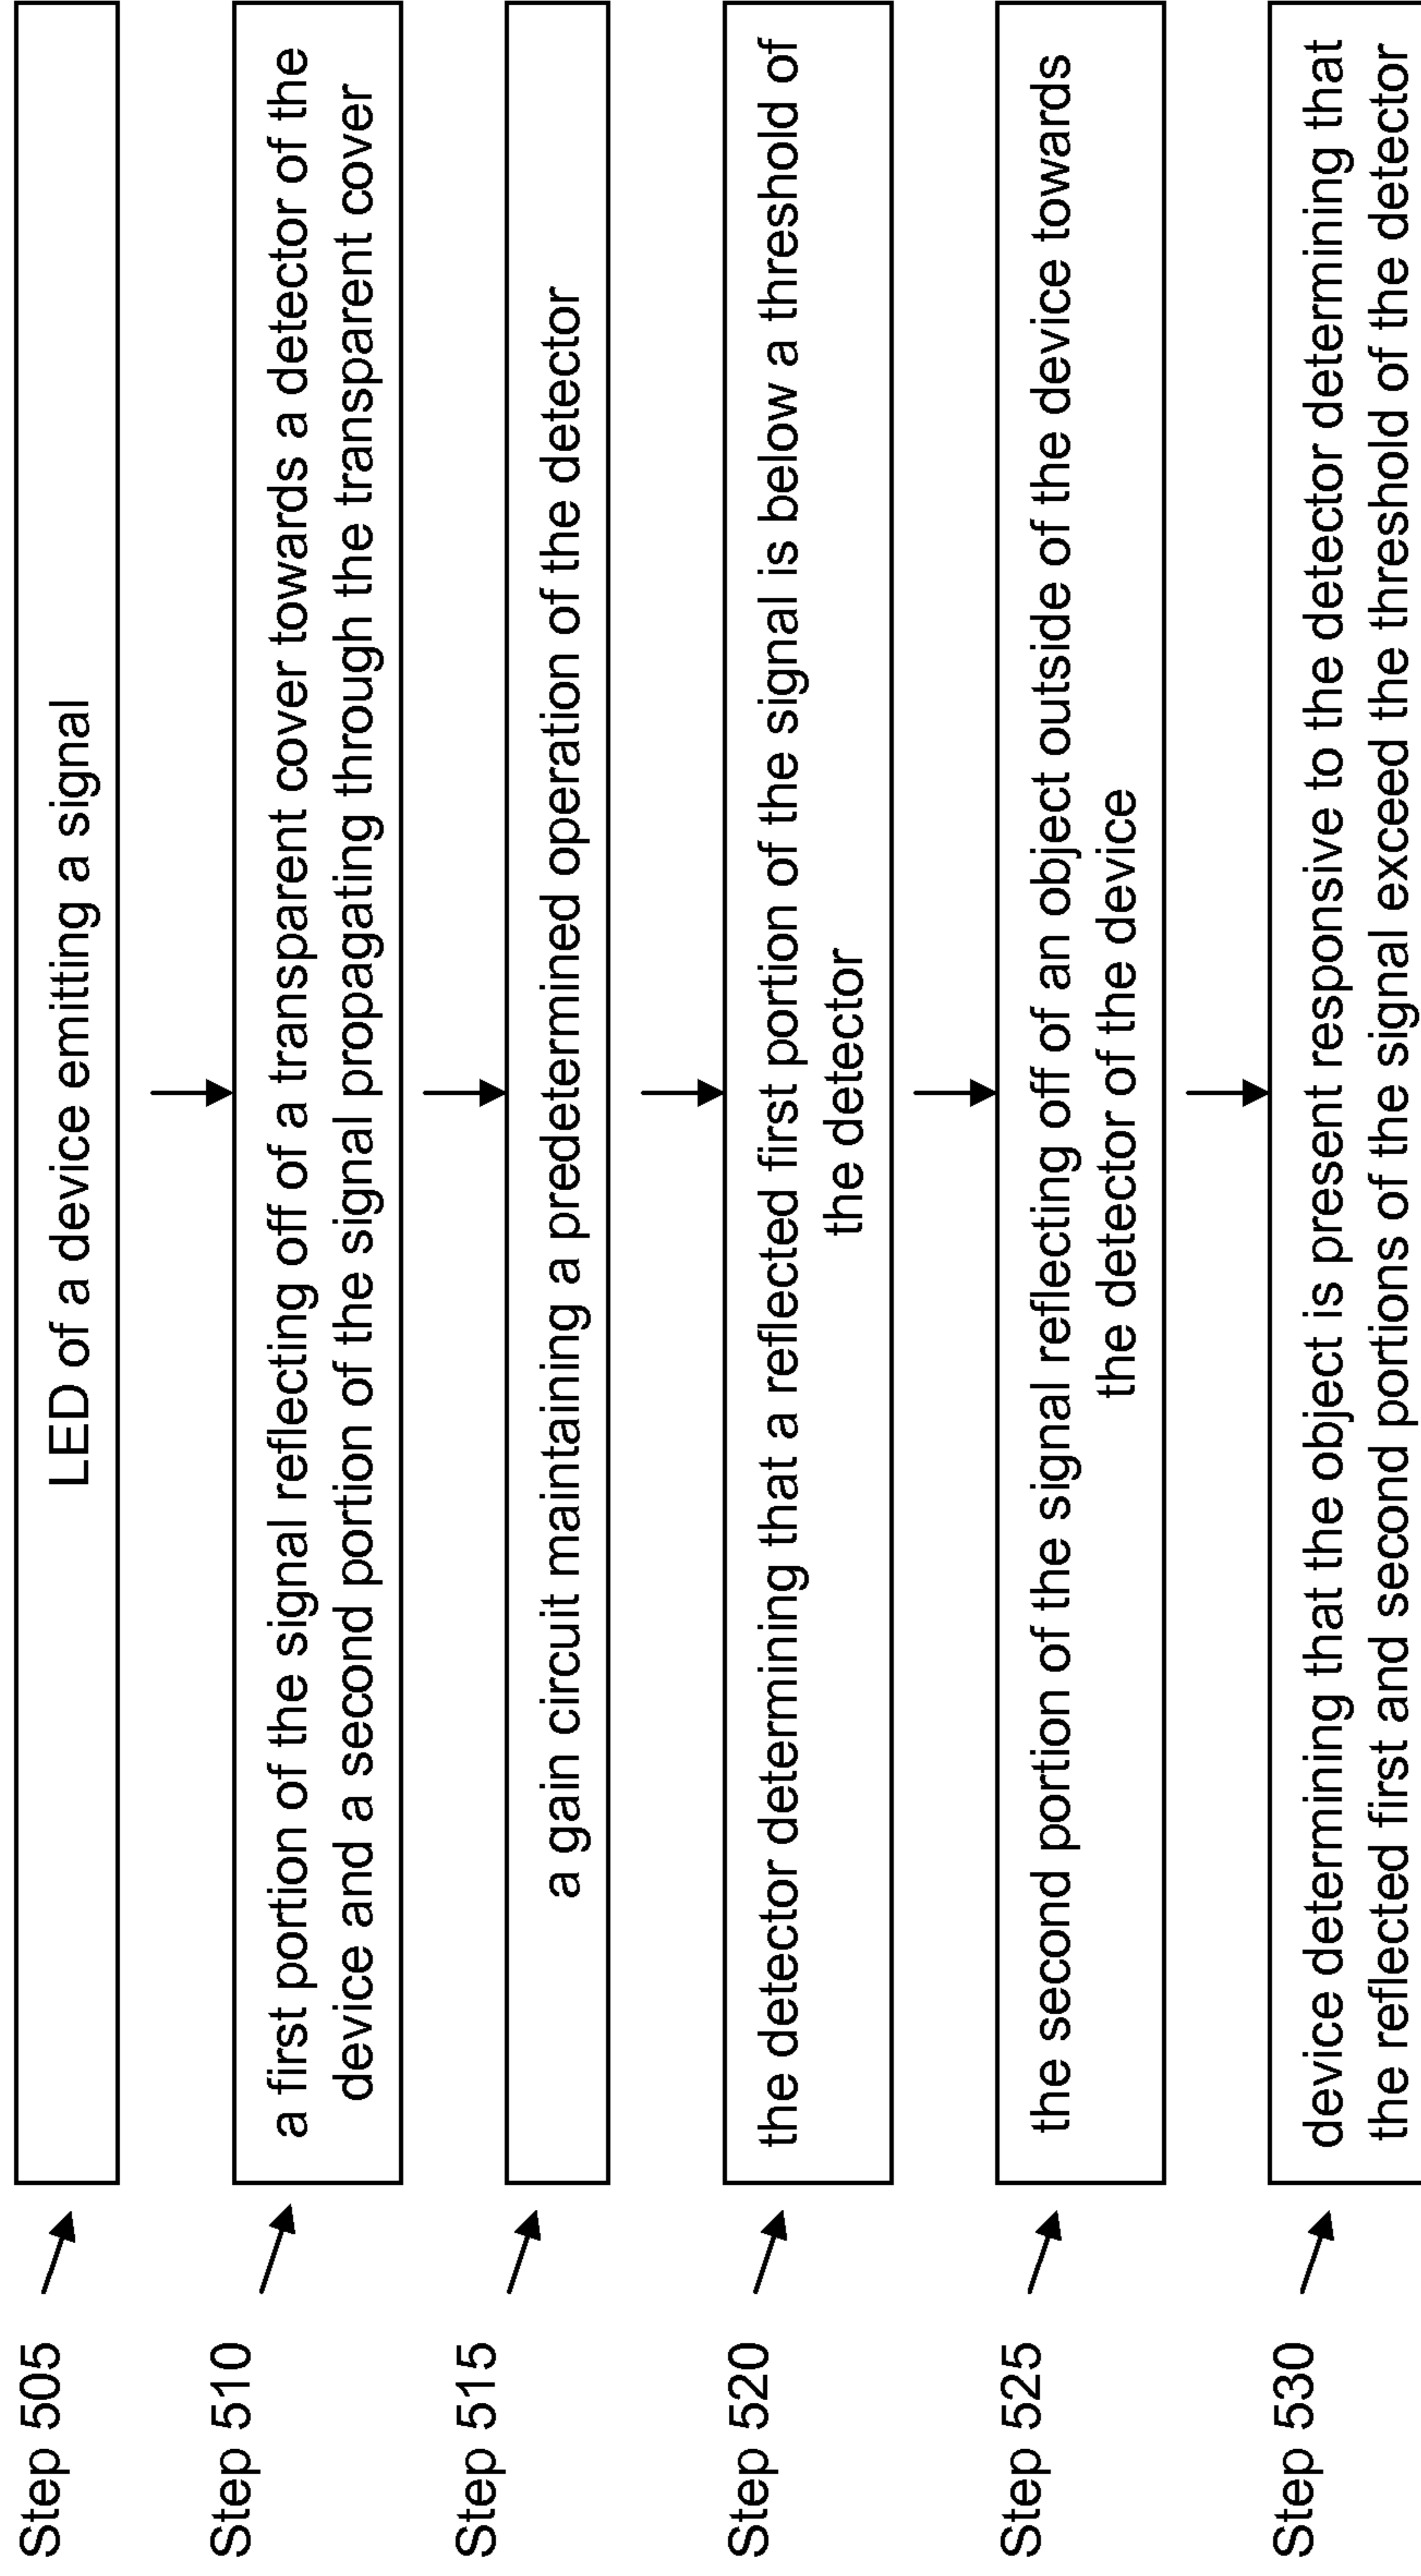 Step 505
LED of a device emitting a signal
Step 510
a first portion of the signal reflecting off of a transparent cover towards a detector of the
device and a second portion of the signal propagating through the transparent cover
Step 515
a gain circuit maintaining a predetermined operation of the detector
Step 520
the detector determining that a reflected first portion of the signal is below a threshold of
the detector
Step 525
the second portion of the signal reflecting off of an object outside of the device towards
the detector of the device
Step 530
device determining that the object is present responsive to the detector determining that
the reflected first and second portions of the signal exceed the threshold of the detector